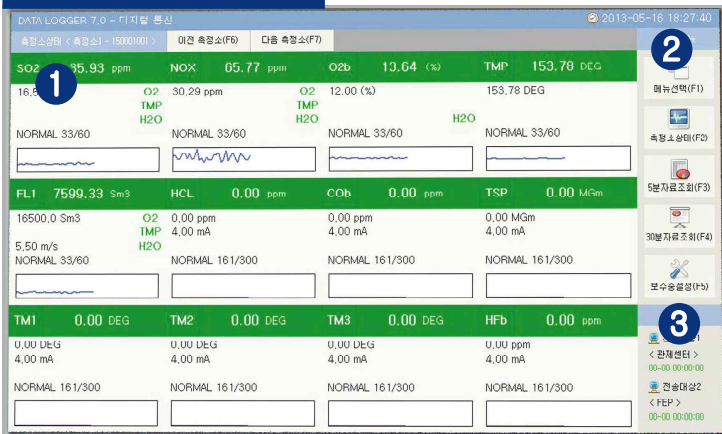 DATA LOGGER 7.0 - 디지털 통신
2013-05-16 18:27:40
측정소상태 < 측정소1 - 150001001 >
이전 측정소(F6)
다음 측정소(F7)
1
2
SO2 35.93 ppm
NOX 65.77 ppm
O2b 13.64 (%)
TMP 153.78 DEG
O2
TMP
H2O
NORMAL 33/60
30.29 ppm
O2
TMP
H2O
NORMAL 33/60
12.00 (%)
H2O
NORMAL 33/60
153.78 DEG
NORMAL 33/60
FL1 7599.33 Sm3
HCL 0.00 ppm
COb 0.00 ppm
TSP 0.00 MGm
16500.0 Sm3
O2
TMP
5.50 m/s
H2O
NORMAL 33/60
0.00 ppm
4.00 mA
NORMAL 161/300
0.00 ppm
4.00 mA
NORMAL 161/300
0.00 MGm
4.00 mA
NORMAL 161/300
TM1 0.00 DEG
TM2 0.00 DEG
TM3 0.00 DEG
HFb 0.00 ppm
0.00 DEG
4.00 mA
NORMAL 161/300
0.00 DEG
4.00 mA
NORMAL 161/300
0.00 DEG
4.00 mA
NORMAL 161/300
0.00 ppm
4.00 mA
NORMAL 161/300
메뉴선택(F1)
측정소상태(F2)
5분자료조회(F3)
30분자료조회(F4)
보수송설정(F5)
3
< 관제센터 >
00-00 00:00:00
전송대상2
< FEP >
00-00 00:00:00